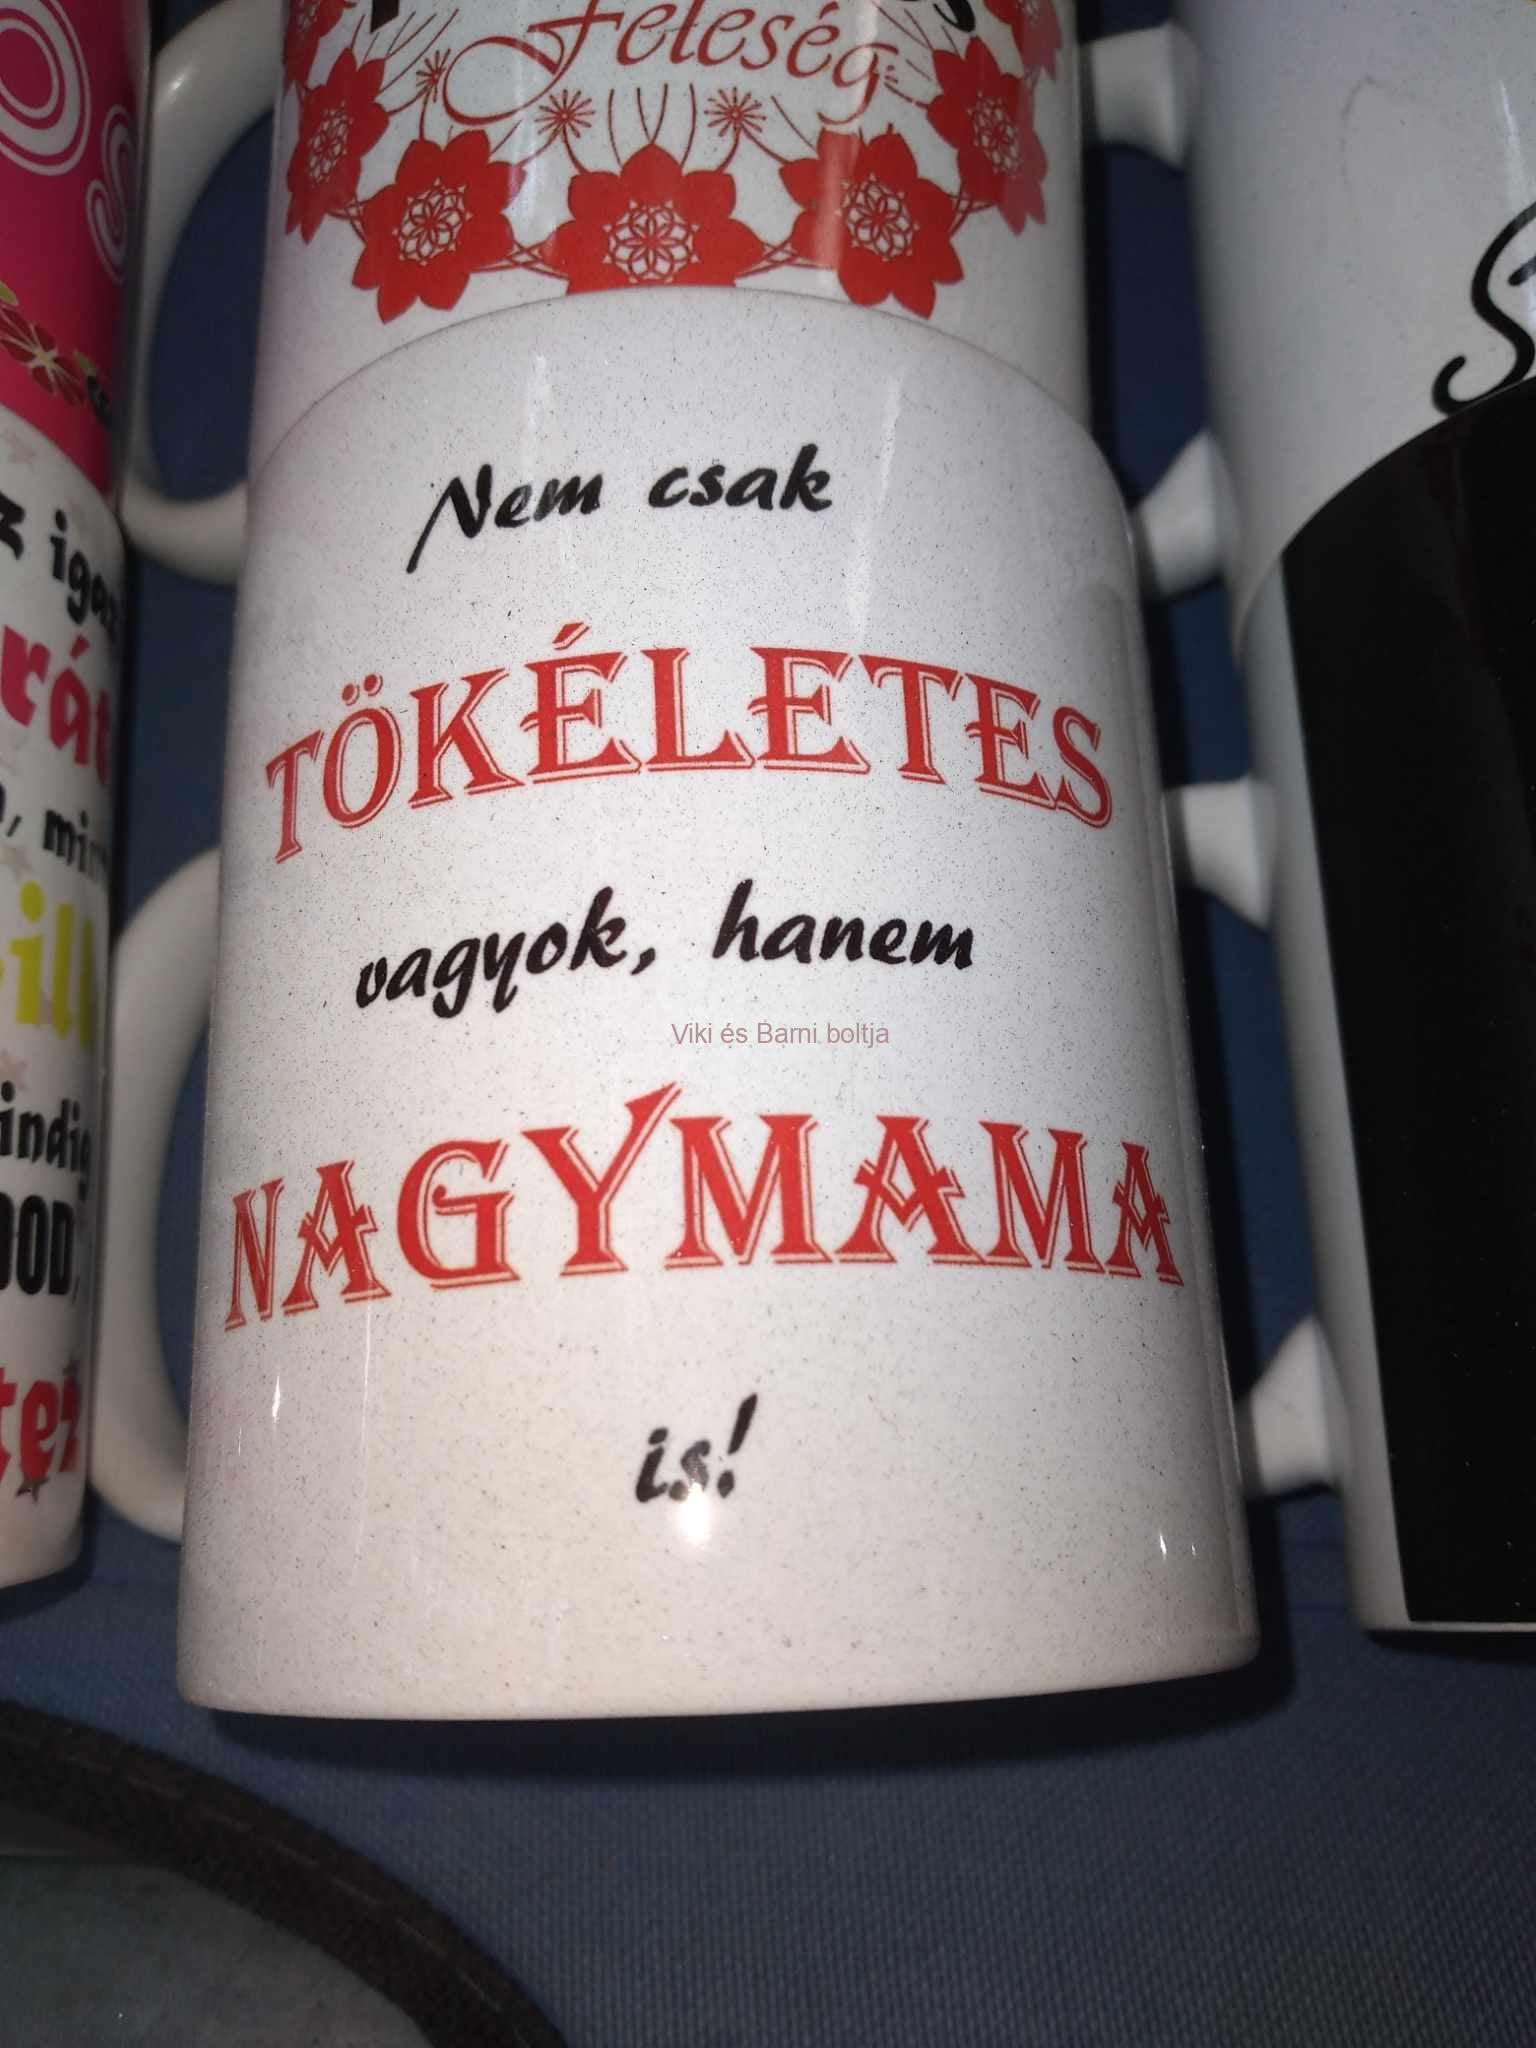 Feleség
Nem csak
TÖKÉLETES
vagyok, hanem
NAGYMAMA
is!
Viki és Barni boltja